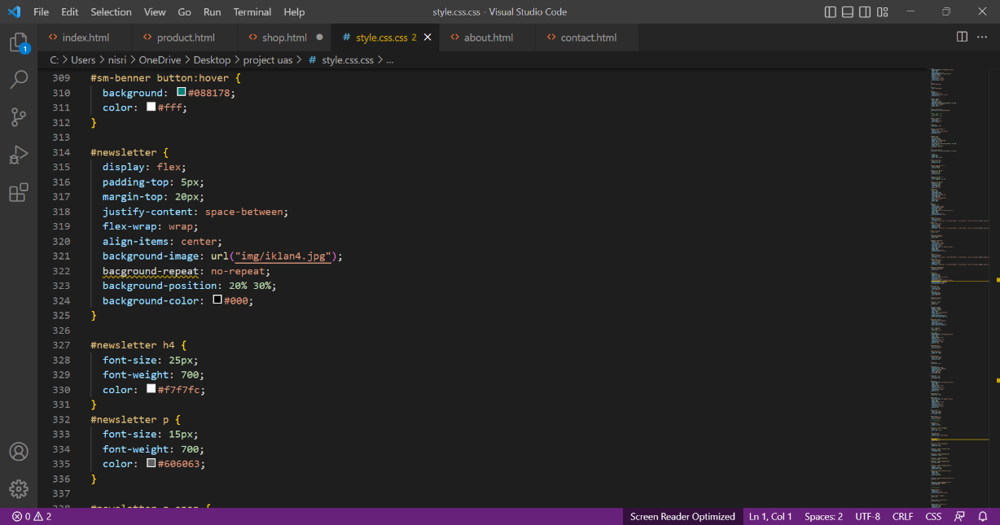 File Edit Selection View Go Run Terminal Help style.css.css - Visual Studio Code
index.html product.html shop.html style.css.css 2 about.html contact.html
1
C: > Users > nisri > OneDrive > Desktop > project uas > # style.css.css > ...
309 #sm-benner button:hover {
310 background: #088178;
311 color: #fff;
312 }
313
314 #newsletter {
315 display: flex;
316 padding-top: 5px;
317 margin-top: 20px;
318 justify-content: space-between;
319 flex-wrap: wrap;
320 align-items: center;
321 background-image: url("img/iklan4.jpg");
322 bacground-repeat: no-repeat;
323 background-position: 20% 30%;
324 background-color: #000;
325 }
326
327 #newsletter h4 {
328 font-size: 25px;
329 font-weight: 700;
330 color: #f7f7fc;
331 }
332 #newsletter p {
333 font-size: 15px;
334 font-weight: 700;
335 color: #606063;
336 }
337
0 2 Screen Reader Optimized Ln 1, Col 1 Spaces: 2 UTF-8 CRLF CSS